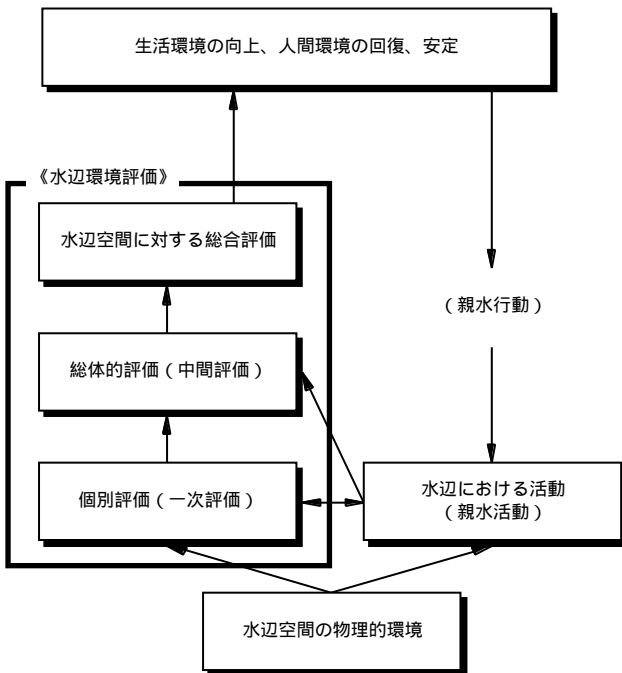 生活環境の向上、人間環境の回復、安定
《水辺環境評価》
水辺空間に対する総合評価
(親水行動)
総体的評価(中間評価)
個別評価(一次評価)
水辺における活動
(親水活動)
水辺空間の物理的環境